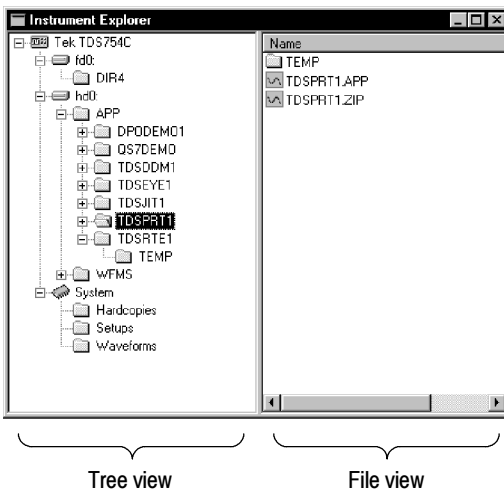 Instrument Explorer
Tek TDS754C
fd0:
DIR4
hd0:
APP
DPODEMO1
QS7DEMO
TDSDDM1
TDSEYE1
TDSJIT1
TDSPRT1
TDSRTE1
TEMP
WFMS
System
Hardcopies
Setups
Waveforms
Name
TEMP
TDSPRT1.APP
TDSPRT1.ZIP
Tree view
File view